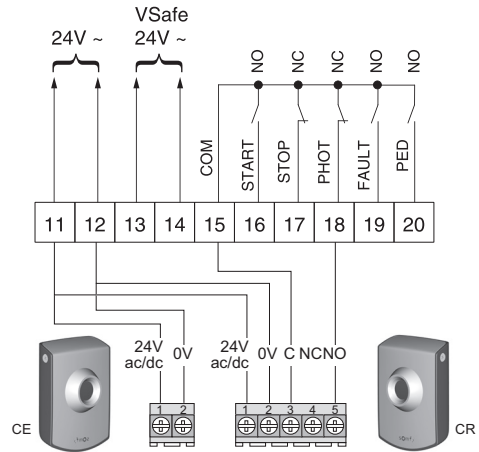 VSafe
24V ~ 24V ~
NO NC NC NO NO
COM START STOP PHOT FAULT PED
11 12 13 14 15 16 17 18 19 20
24V 0V 24V 0V C NC NO
ac/dc ac/dc
1 2 1 2 3 4 5
CE CR
somfy